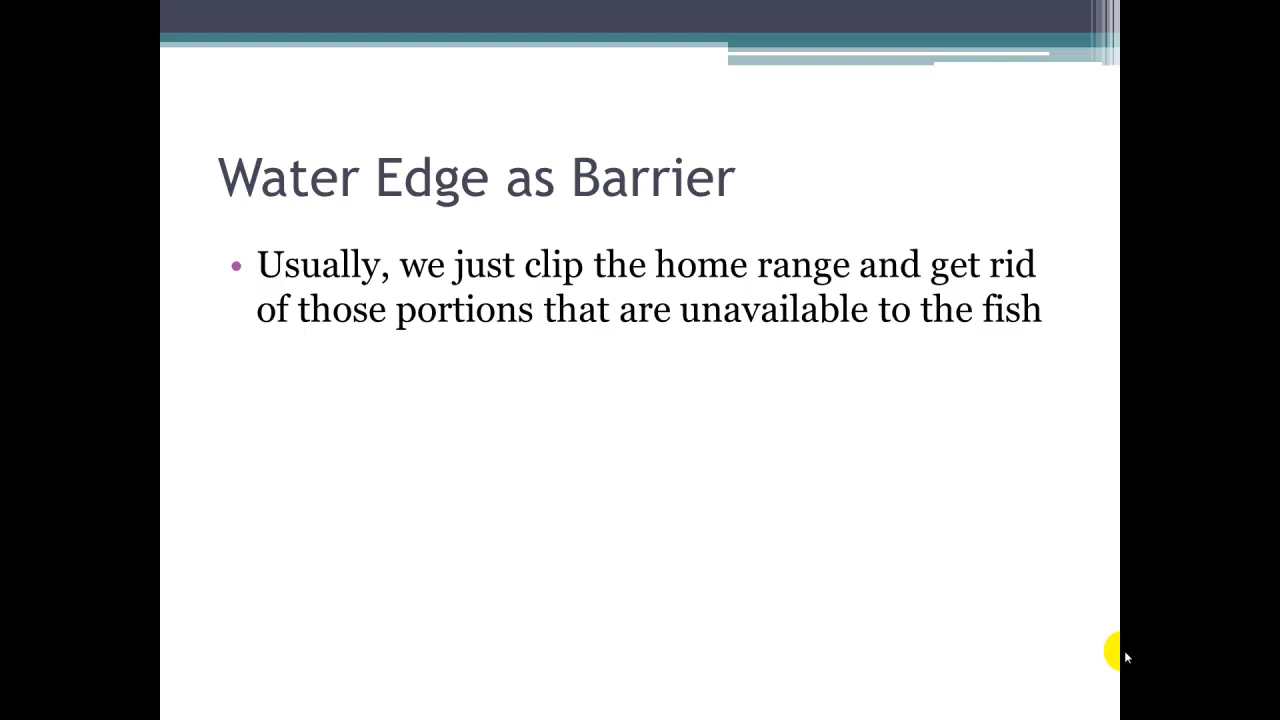 Water Edge as Barrier
• Usually, we just clip the home range and get rid
of those portions that are unavailable to the fish